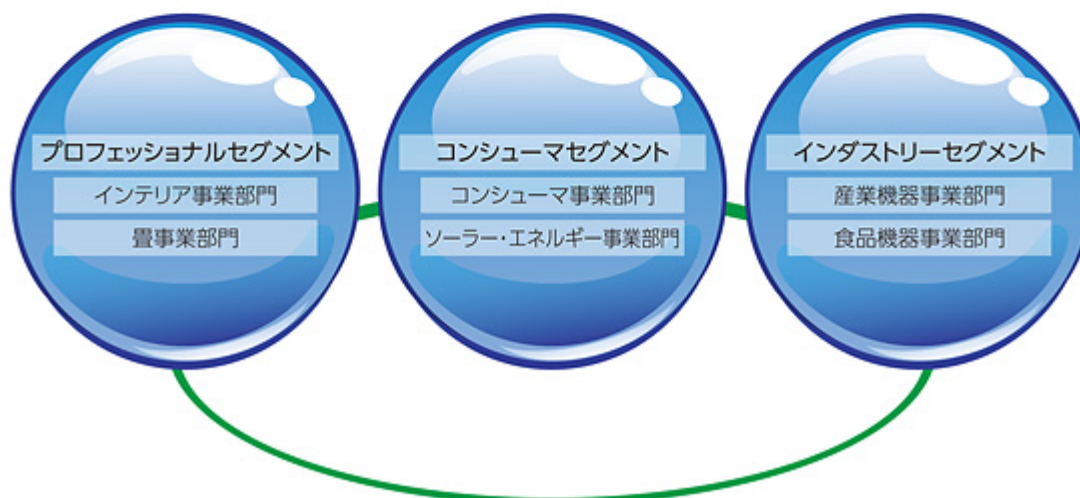 プロフェッショナルセグメント
インテリア事業部門
畳事業部門
コンシューマセグメント
コンシューマ事業部門
ソーラー・エネルギー事業部門
インダストリーセグメント
産業機器事業部門
食品機器事業部門